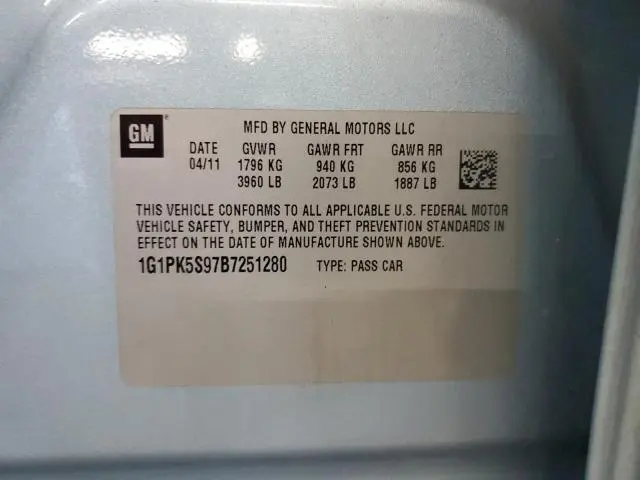 GM
MFD BY GENERAL MOTORS LLC
DATE GVWR GAWR FRT GAWR RR
04/11 1796 KG 940 KG 856 KG
3960 LB 2073 LB 1887 LB
THIS VEHICLE CONFORMS TO ALL APPLICABLE U.S. FEDERAL MOTOR
VEHICLE SAFETY, BUMPER, AND THEFT PREVENTION STANDARDS IN
EFFECT ON THE DATE OF MANUFACTURE SHOWN ABOVE.
1G1PK5S97B7251280 TYPE: PASS CAR